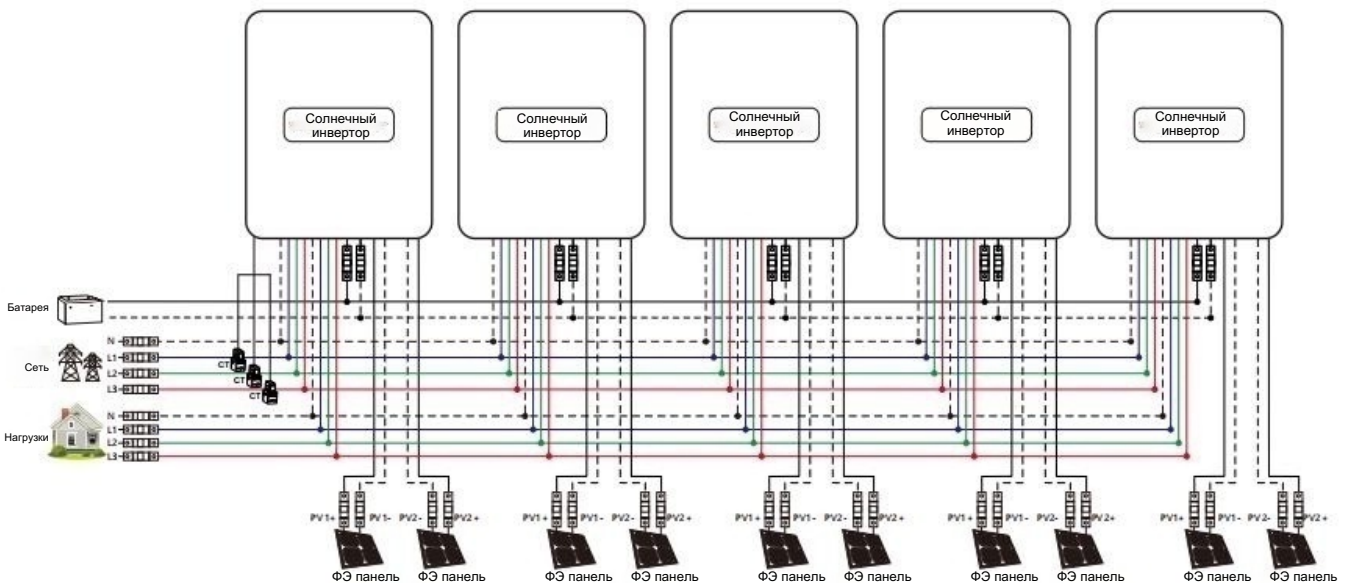 Солнечный
инвертор
Солнечный
инвертор
Солнечный
инвертор
Солнечный
инвертор
Солнечный
инвертор
Батарея
N
Сеть
L1
L2
L3
CT
CT
CT
N
Нагрузки
L1
L2
L3
PV1+
PV1-
PV2-
PV2+
PV1+
PV1-
PV2-
PV2+
PV1+
PV1-
PV2-
PV2+
PV1+
PV1-
PV2-
PV2+
PV1+
PV1-
PV2-
PV2+
ФЭ панель
ФЭ панель
ФЭ панель
ФЭ панель
ФЭ панель
ФЭ панель
ФЭ панель
ФЭ панель
ФЭ панель
ФЭ панель